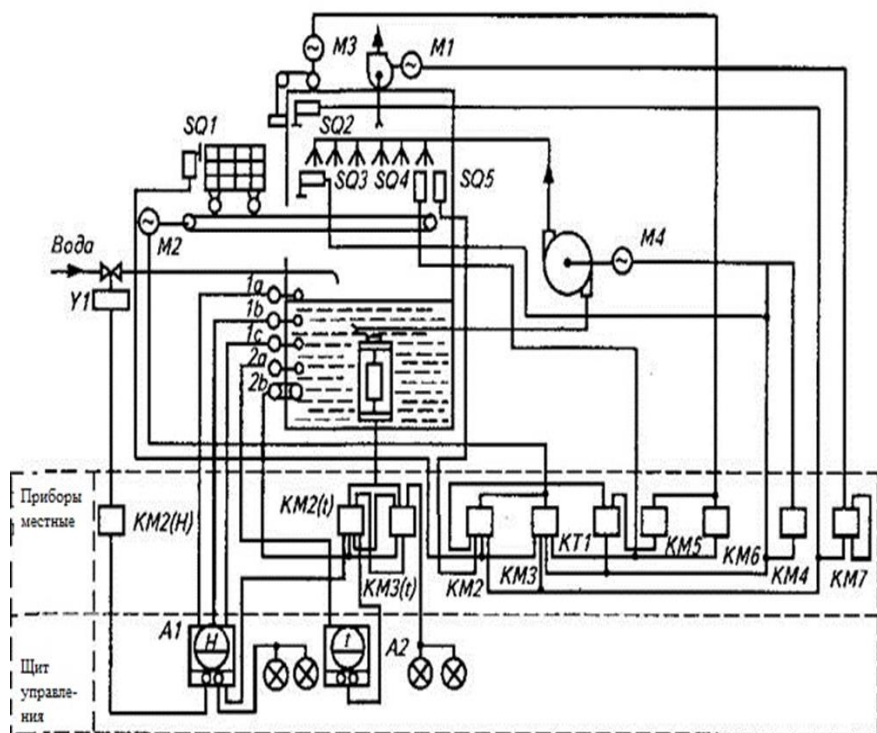 M3
M1
SQ2
SQ1
SQ3 SQ4 SQ5
M2
M4
Вода
Y1
1a
1b
1c
2a
2b
Приборы
местные
KM2(H)
KM2(t)
KM3(t)
KM2
KM3
KT1
KM5
KM6
KM4
KM7
A1
H
t
A2
Щит
управле-
ния